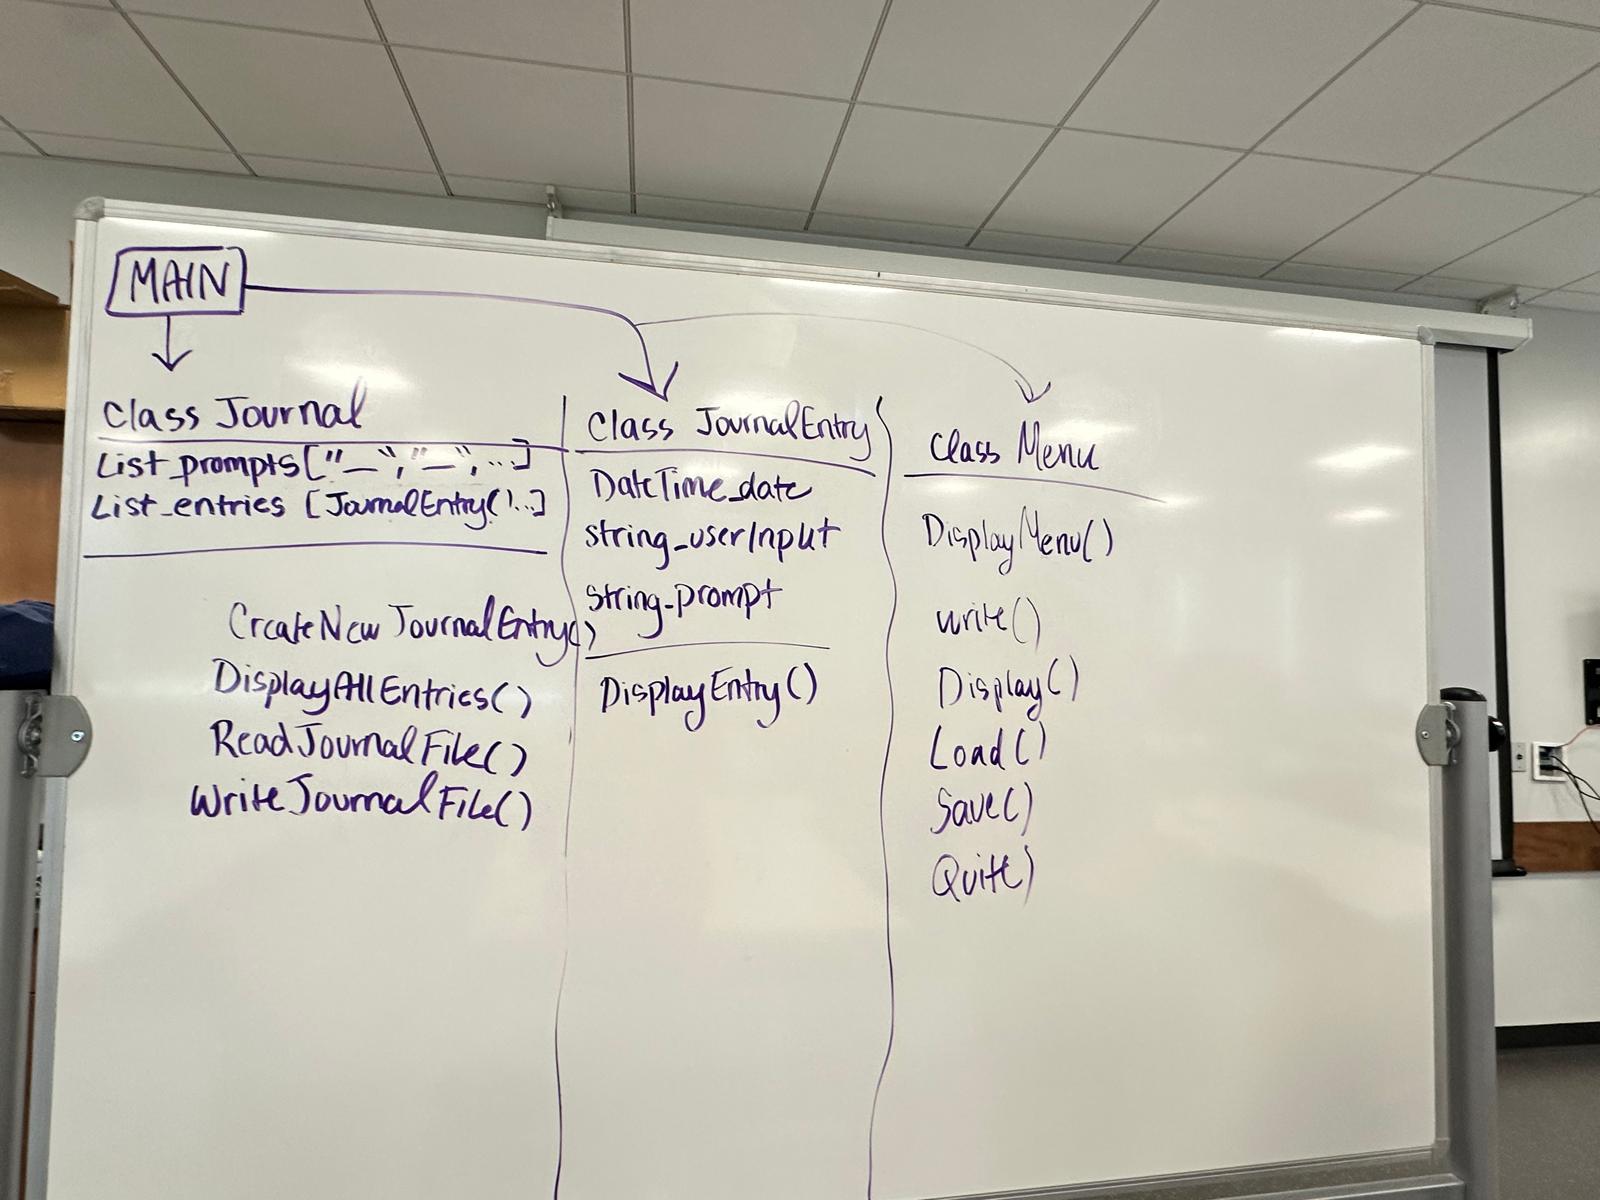 MAIN
Class Journal
List_prompts["_","_",...]
List_entries [JournalEntry()...]
CreateNewJournalEntry()
DisplayAllEntries()
ReadJournalFile()
WriteJournalFile()
Class JournalEntry
DateTime_date
string_userInput
string_prompt
DisplayEntry()
Class Menu
DisplayMenu()
write()
Display()
Load()
Save()
Quit()